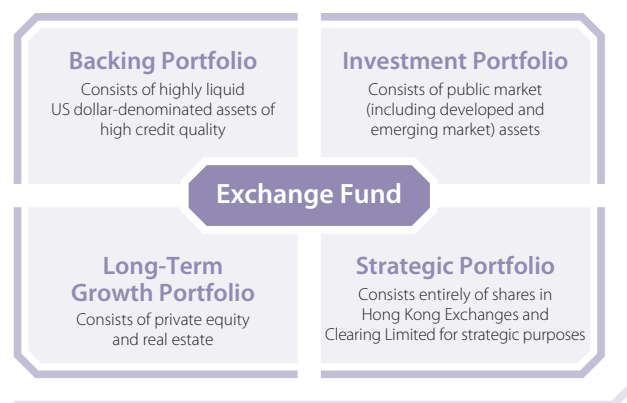 Backing Portfolio
Consists of highly liquid
US dollar-denominated assets of
high credit quality
Investment Portfolio
Consists of public market
(including developed and
emerging market) assets
Exchange Fund
Long-Term
Growth Portfolio
Consists of private equity
and real estate
Strategic Portfolio
Consists entirely of shares in
Hong Kong Exchanges and
Clearing Limited for strategic purposes